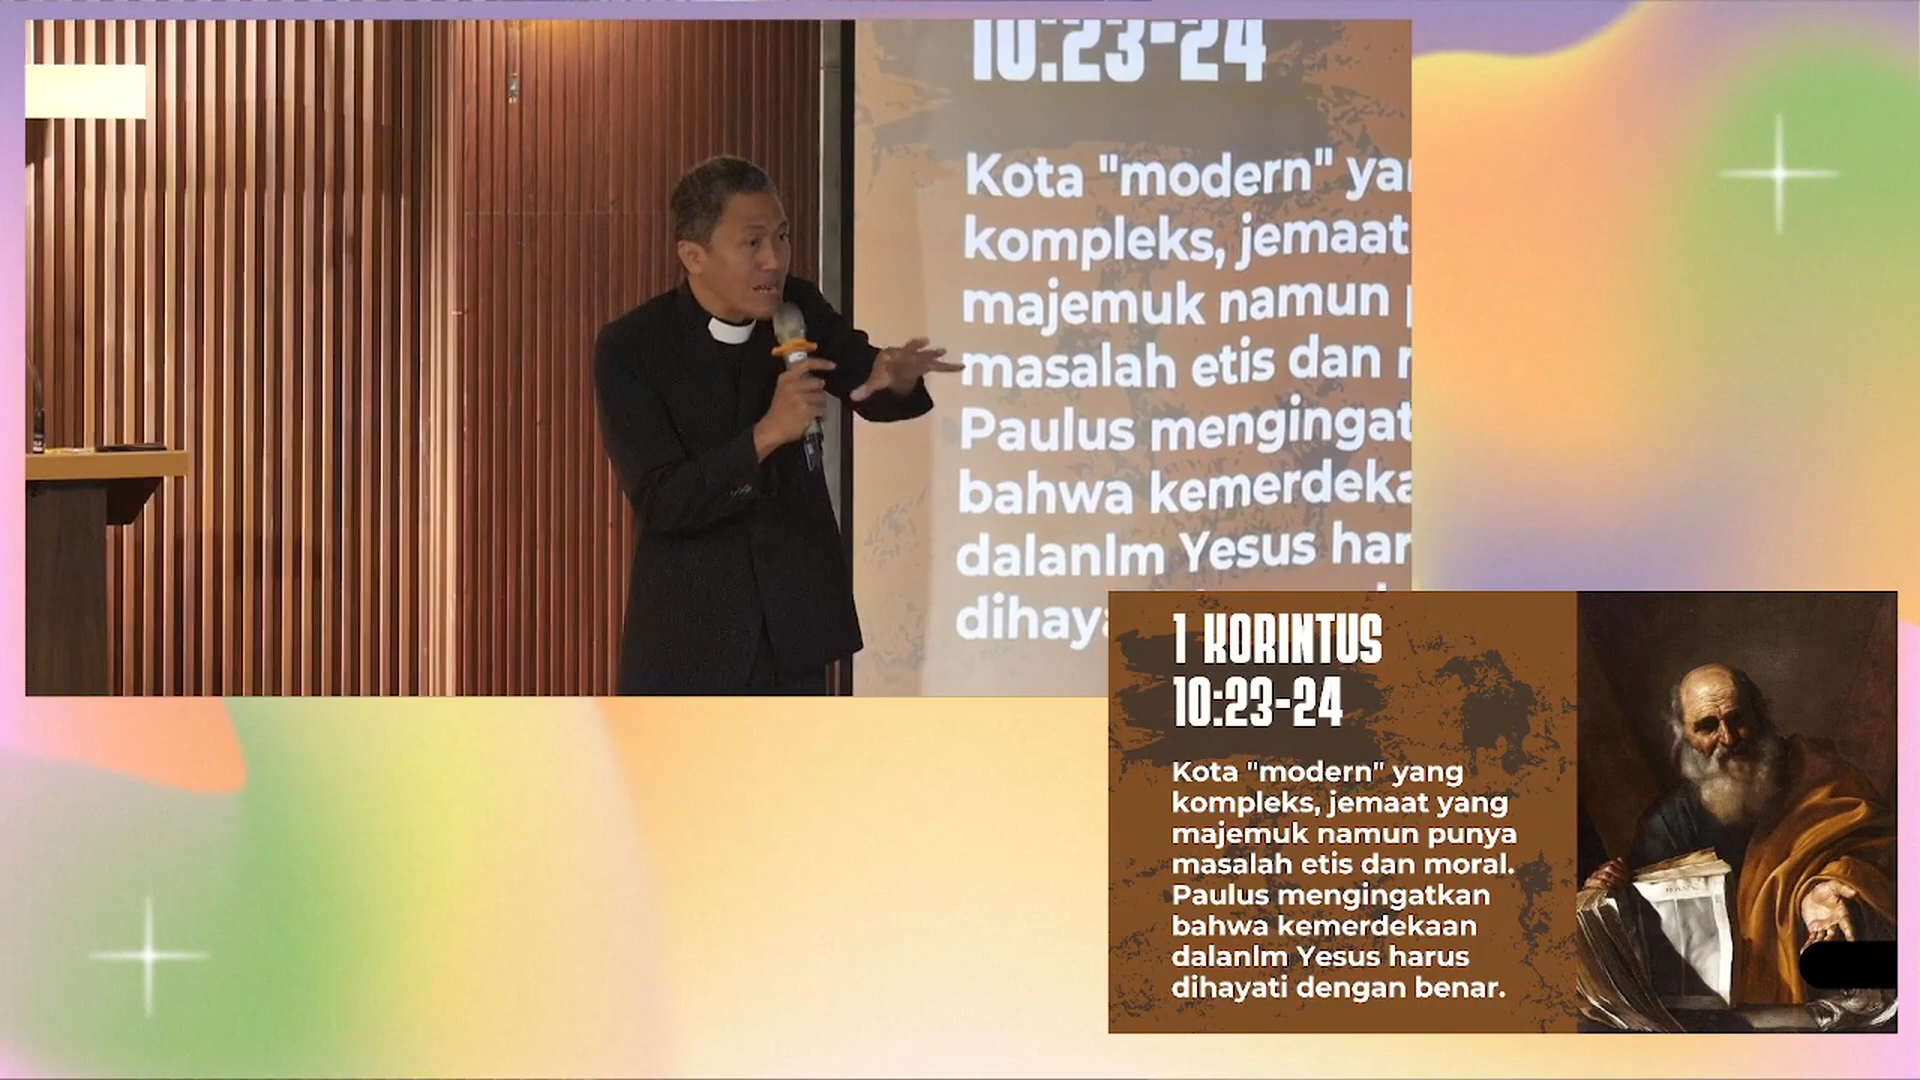 10:23-24
Kota "modern" ya
kompleks, jemaat
majemuk namun
masalah etis dan
Paulus mengingat
bahwa kemerdeka
dalanlm Yesus har
dihaya
1 KORINTUS
10:23-24
Kota "modern" yang
kompleks, jemaat yang
majemuk namun punya
masalah etis dan moral.
Paulus mengingatkan
bahwa kemerdekaan
dalanlm Yesus harus
dihayati dengan benar.